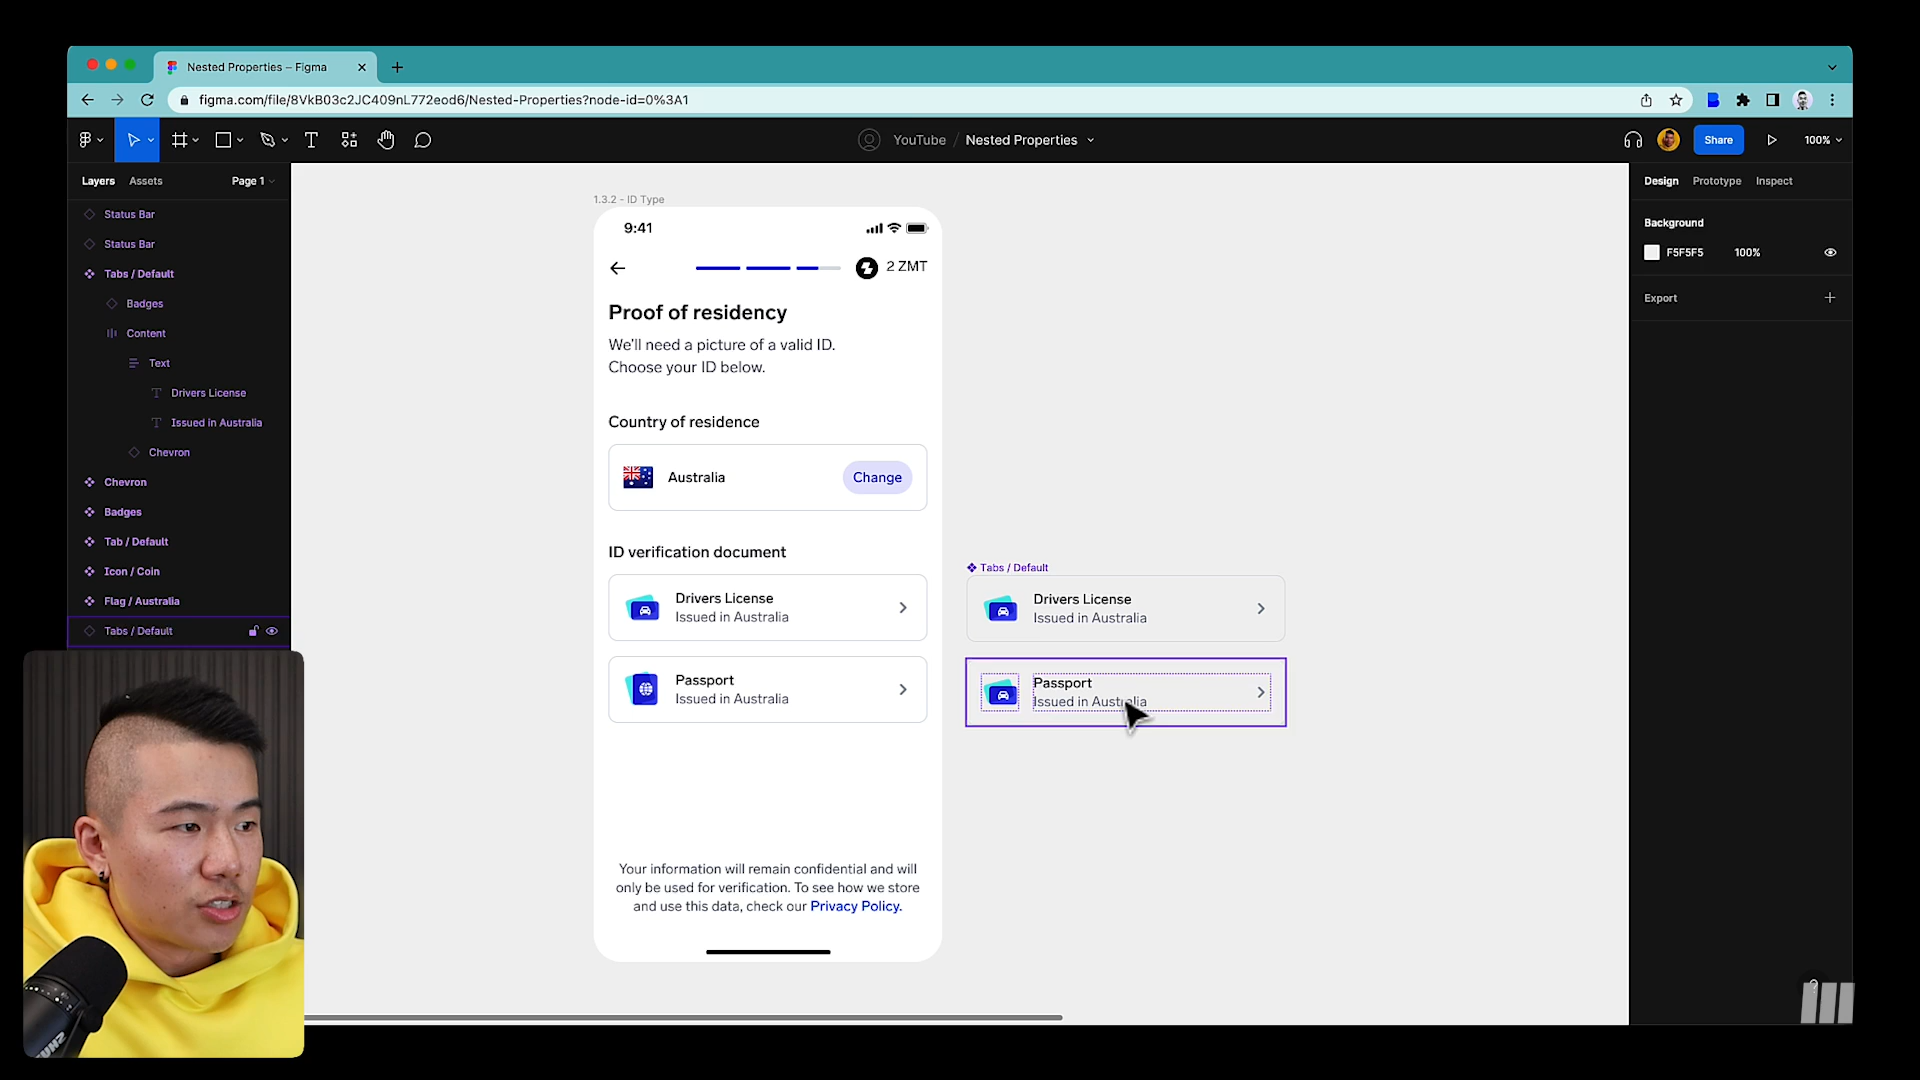 Nested Properties – Figma
figma.com/file/8VkB03c2JC409nL772eod6/Nested-Properties?node-id=0%3A1
YouTube / Nested Properties
Share
100%
Layers
Assets
Page 1
Design
Prototype
Inspect
Status Bar
Status Bar
Tabs / Default
Badges
Content
Text
Drivers License
Issued in Australia
Chevron
Chevron
Badges
Tab / Default
Icon / Coin
Flag / Australia
Tabs / Default
1.3.2 - ID Type
9:41
2 ZMT
Proof of residency
We'll need a picture of a valid ID.
Choose your ID below.
Country of residence
Australia
Change
ID verification document
Drivers License
Issued in Australia
Passport
Issued in Australia
Your information will remain confidential and will
only be used for verification. To see how we store
and use this data, check our Privacy Policy.
Tabs / Default
Drivers License
Issued in Australia
Passport
Issued in Australia
Background
F5F5F5
100%
Export
?